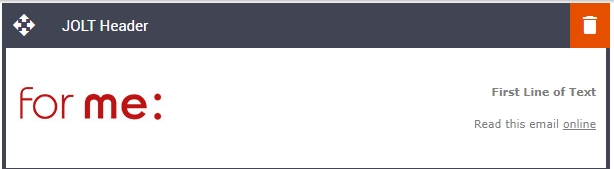 JOLT Header
for me:
First Line of Text
Read this email online